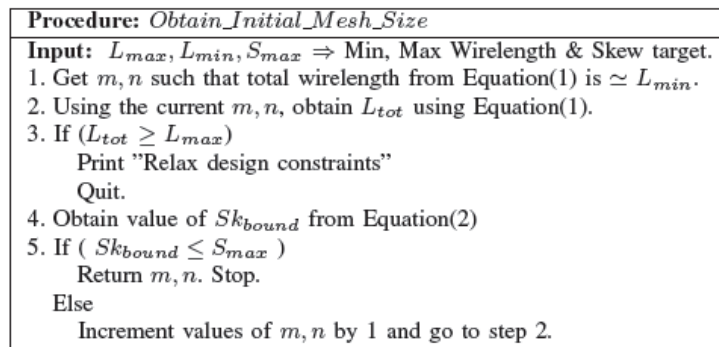 Procedure: Obtain_Initial_Mesh_Size
Input: L_max, L_min, S_max ⇒ Min, Max Wirelength & Skew target.
1. Get m, n such that total wirelength from Equation(1) is ≃ L_min.
2. Using the current m, n, obtain L_tot using Equation(1).
3. If (L_tot ≥ L_max)
Print ”Relax design constraints”
Quit.
4. Obtain value of Sk_bound from Equation(2)
5. If ( Sk_bound ≤ S_max )
Return m, n. Stop.
Else
Increment values of m, n by 1 and go to step 2.